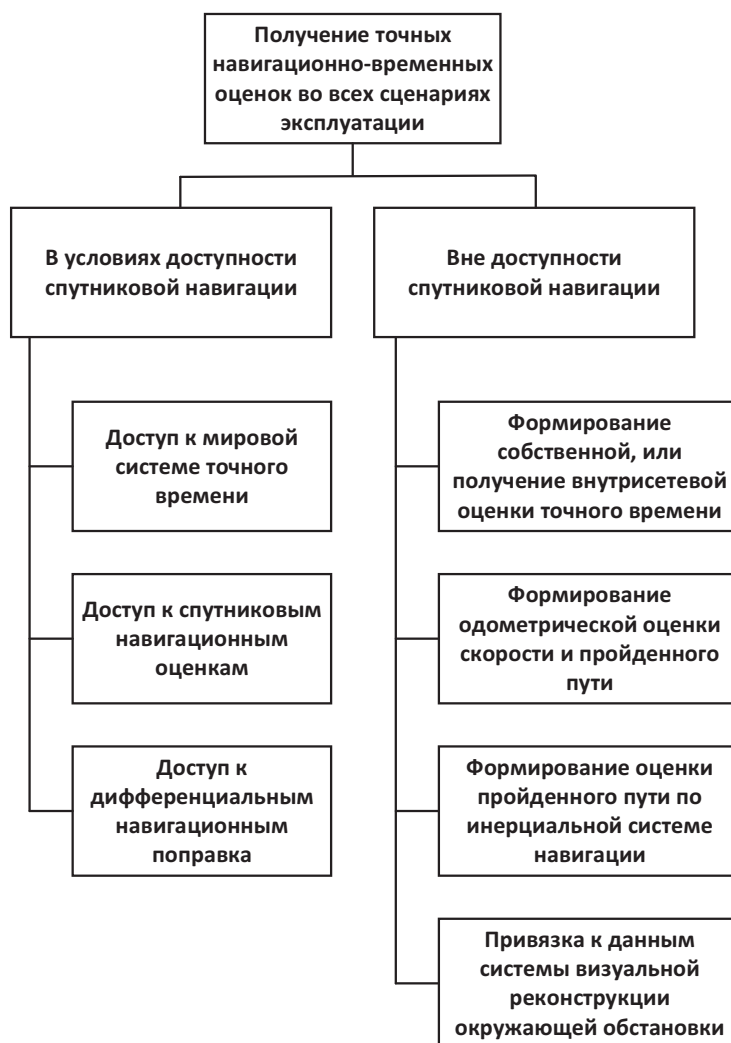 Получение точных
навигационно-временных
оценок во всех сценариях
эксплуатации
В условиях доступности
спутниковой навигации
Вне доступности
спутниковой навигации
Доступ к мировой
системе точного
времени
Формирование
собственной, или
получение внутрисетевой
оценки точного времени
Доступ к спутниковым
навигационным
оценкам
Формирование
одометрической оценки
скорости и пройденного
пути
Доступ к
дифференциальным
навигационным
поправка
Формирование оценки
пройденного пути по
инерциальной системе
навигации
Привязка к данным
системы визуальной
реконструкции
окружающей обстановки